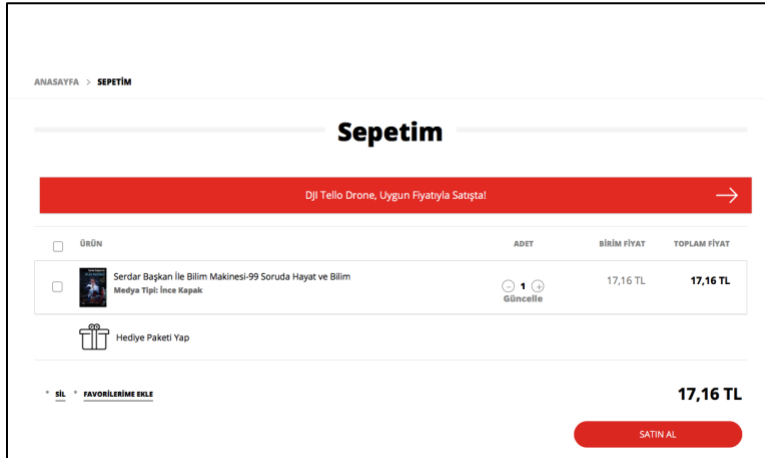 ANASAYFA > SEPETİM
Sepetim
DJI Tello Drone, Uygun Fiyatıyla Satışta!
ÜRÜN ADET BİRİM FİYAT TOPLAM FİYAT
Serdar Başkan İle Bilim Makinesi-99 Soruda Hayat ve Bilim
Medya Tipi: İnce Kapak
1
Güncelle
17,16 TL 17,16 TL
Hediye Paketi Yap
* SİL * FAVORİLERİME EKLE
17,16 TL
SATIN AL